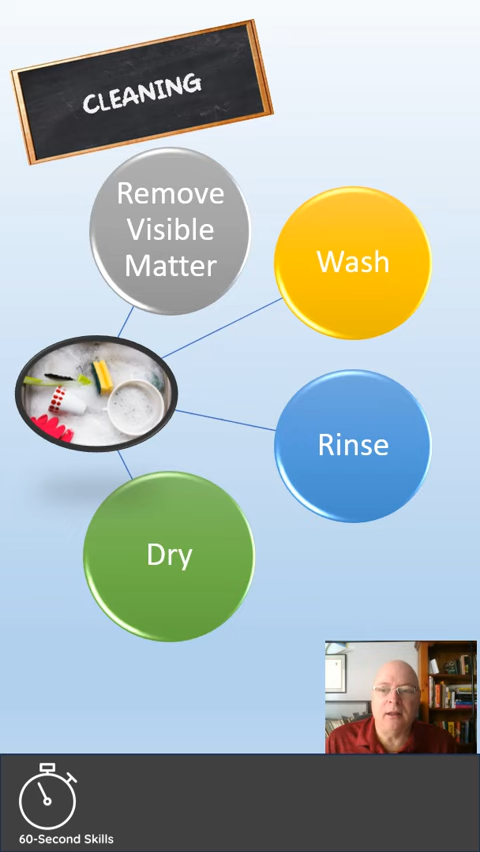 CLEANING
Remove
Visible
Matter
Wash
Rinse
Dry
60-Second Skills